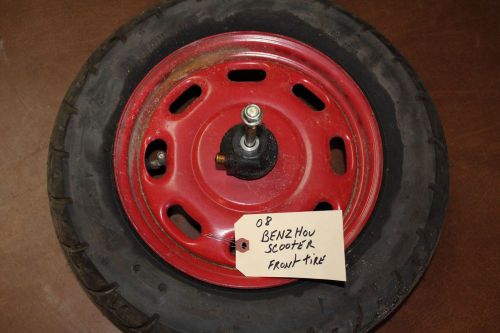 08
BENZHOU
SCOOTER
FRONT TIRE